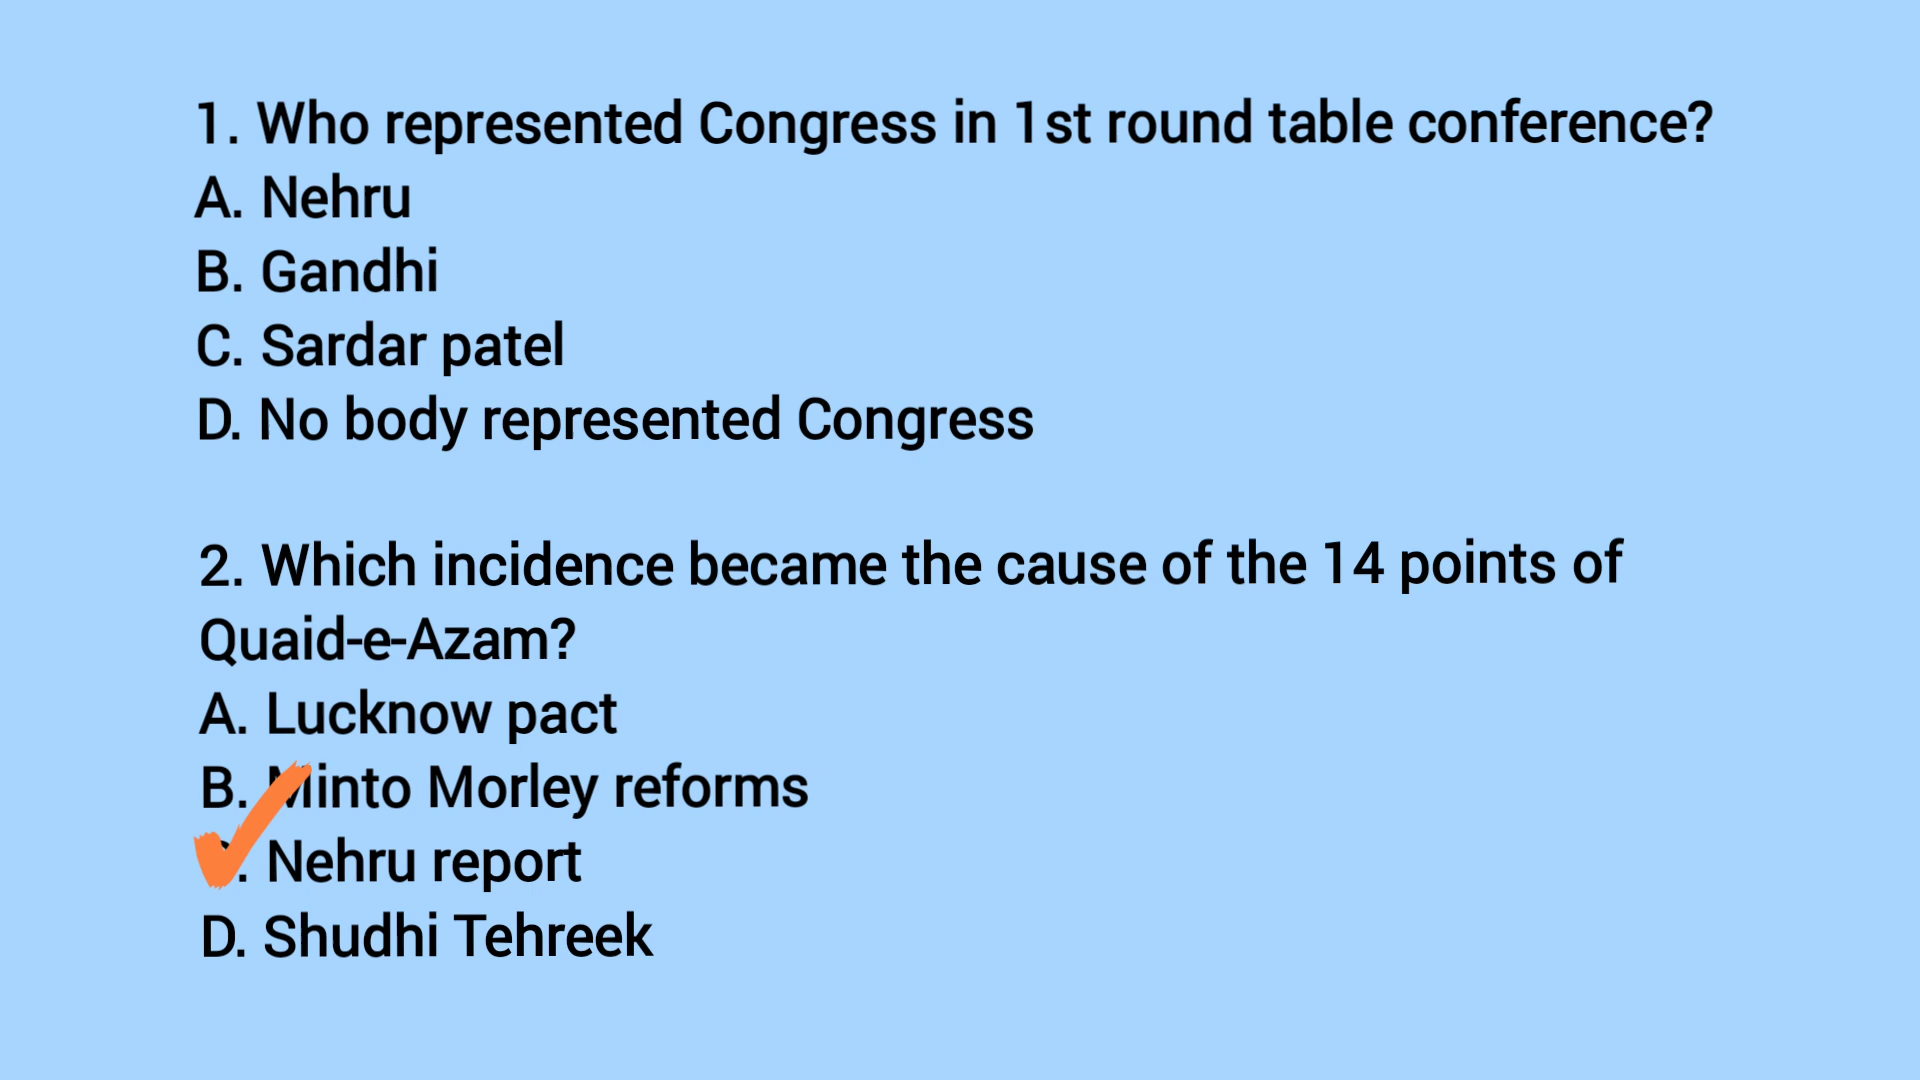 1. Who represented Congress in 1st round table conference?
A. Nehru
B. Gandhi
C. Sardar patel
D. No body represented Congress
2. Which incidence became the cause of the 14 points of
Quaid-e-Azam?
A. Lucknow pact
B. Minto Morley reforms
C. Nehru report
D. Shudhi Tehreek